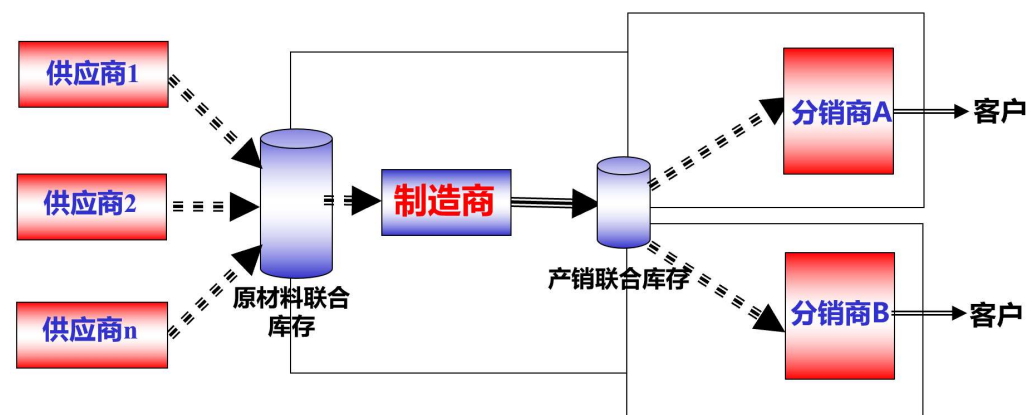 供应商1
供应商2
供应商n
原材料联合
库存
制造商
产销联合库存
分销商A
客户
分销商B
客户